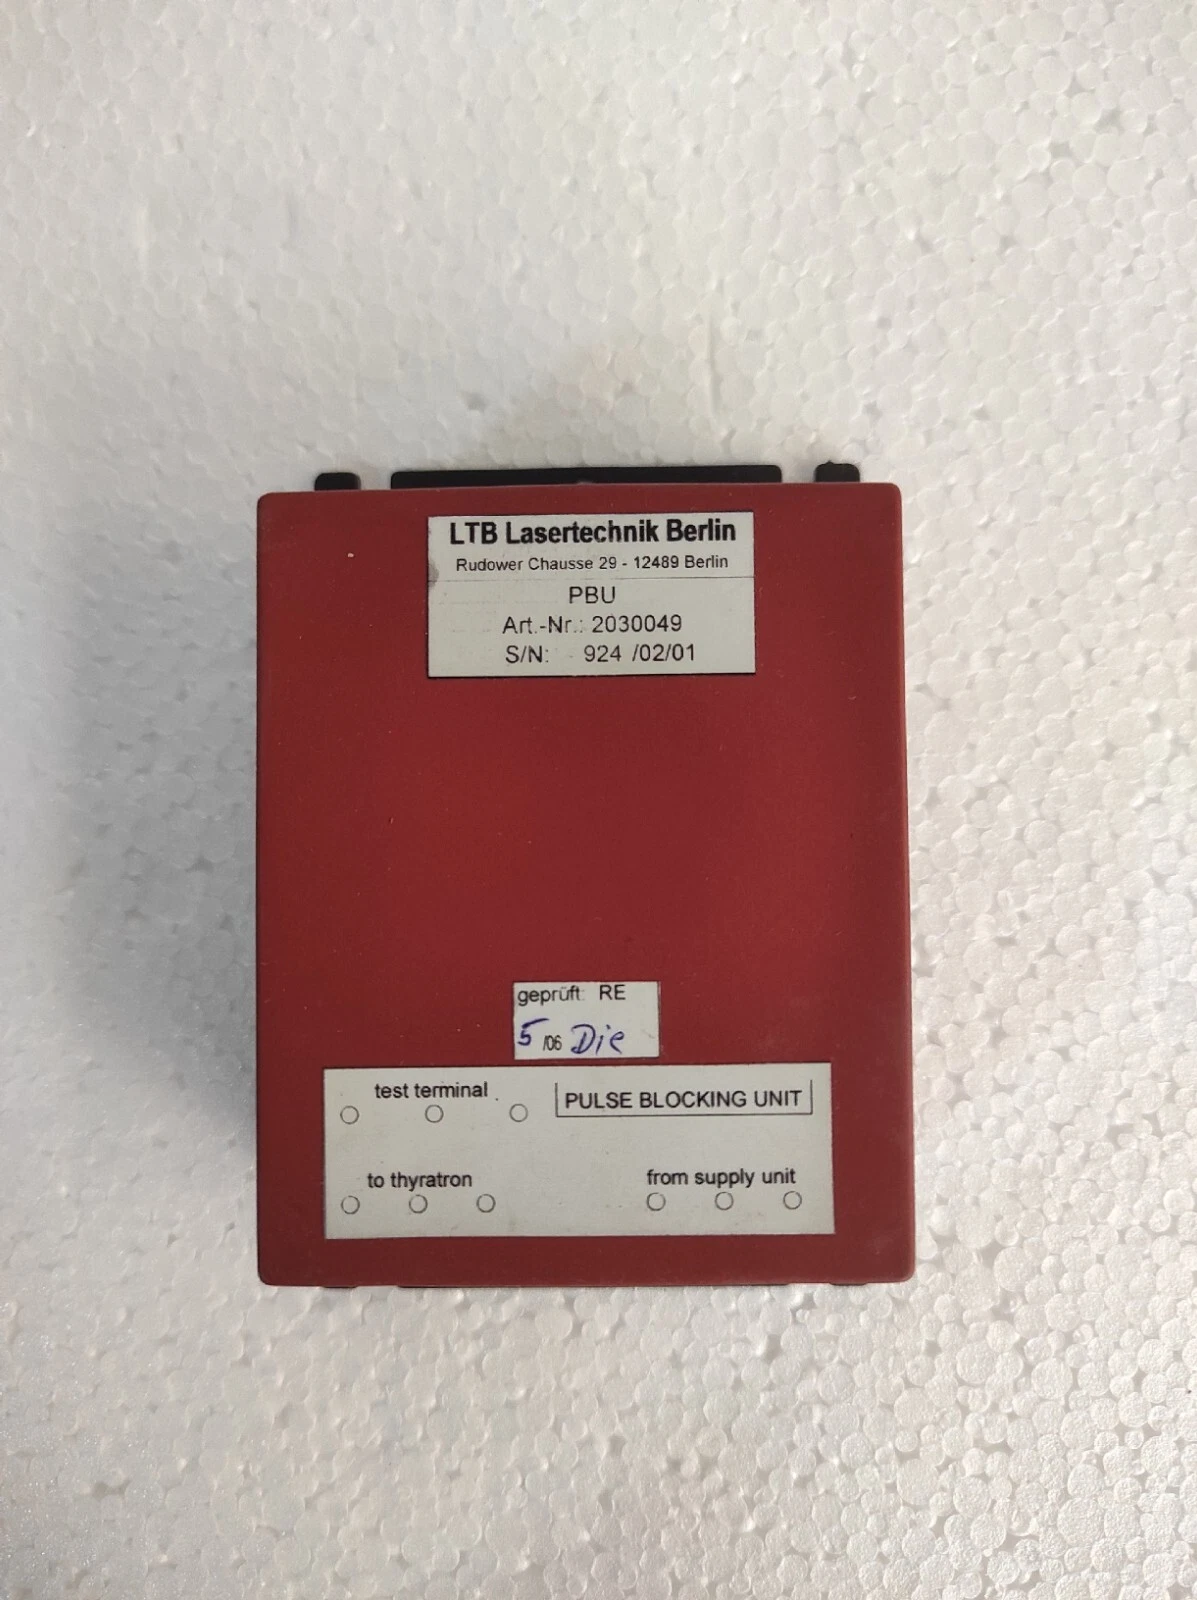 LTB Lasertechnik Berlin
Rudower Chausse 29 - 12489 Berlin
PBU
Art.-Nr.: 2030049
S/N: 924 /02/01
geprüft: RE
5 /06 Die
test terminal
PULSE BLOCKING UNIT
to thyratron
from supply unit